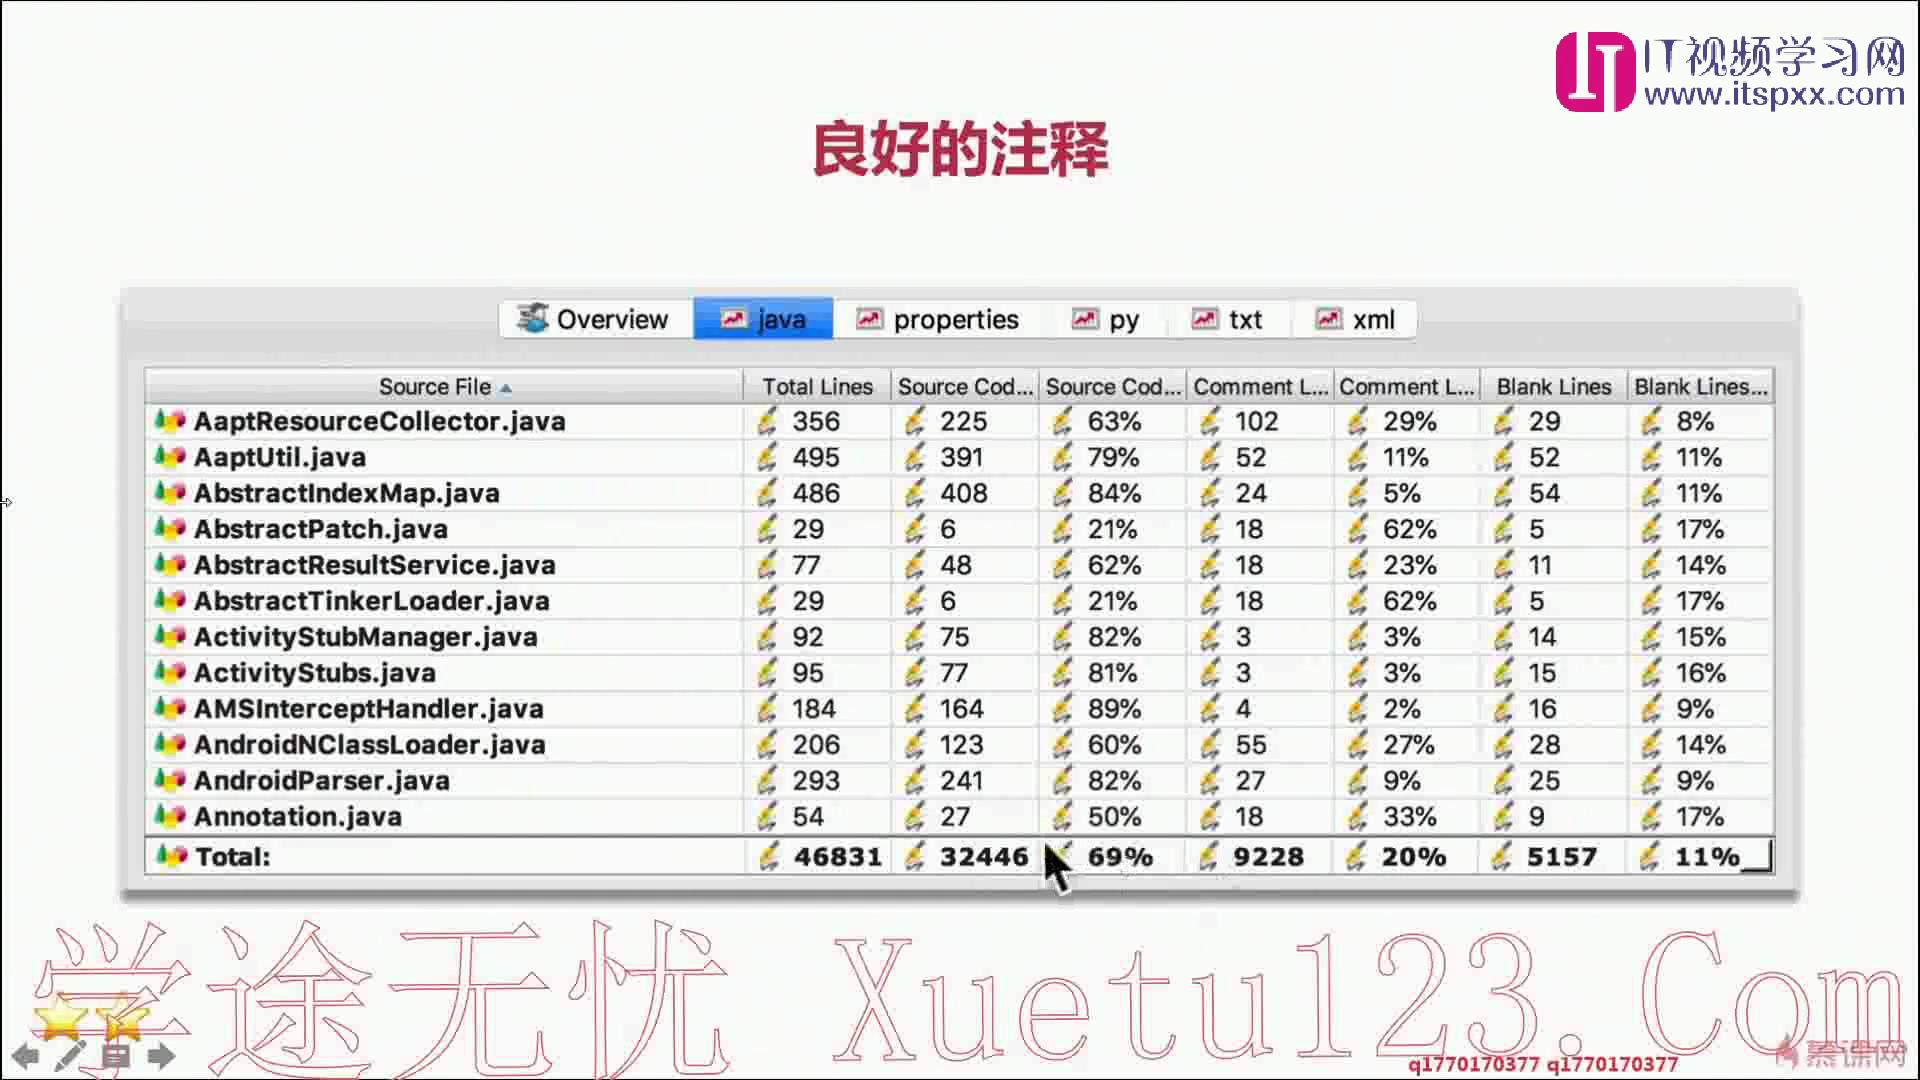 IT视频学习网
www.itspxx.com
良好的注释
Overview java properties py txt xml
Source File Total Lines Source Cod... Source Cod... Comment L... Comment L... Blank Lines Blank Lines...
AaptResourceCollector.java 356 225 63% 102 29% 29 8%
AaptUtil.java 495 391 79% 52 11% 52 11%
AbstractIndexMap.java 486 408 84% 24 5% 54 11%
AbstractPatch.java 29 6 21% 18 62% 5 17%
AbstractResultService.java 77 48 62% 18 23% 11 14%
AbstractTinkerLoader.java 29 6 21% 18 62% 5 17%
ActivityStubManager.java 92 75 82% 3 3% 14 15%
ActivityStubs.java 95 77 81% 3 3% 15 16%
AMSInterceptHandler.java 184 164 89% 4 2% 16 9%
AndroidNClassLoader.java 206 123 60% 55 27% 28 14%
AndroidParser.java 293 241 82% 27 9% 25 9%
Annotation.java 54 27 50% 18 33% 9 17%
Total: 46831 32446 69% 9228 20% 5157 11%
学途无忧 Xuetu123.Com
q1770170377 q1770170377
慕课网